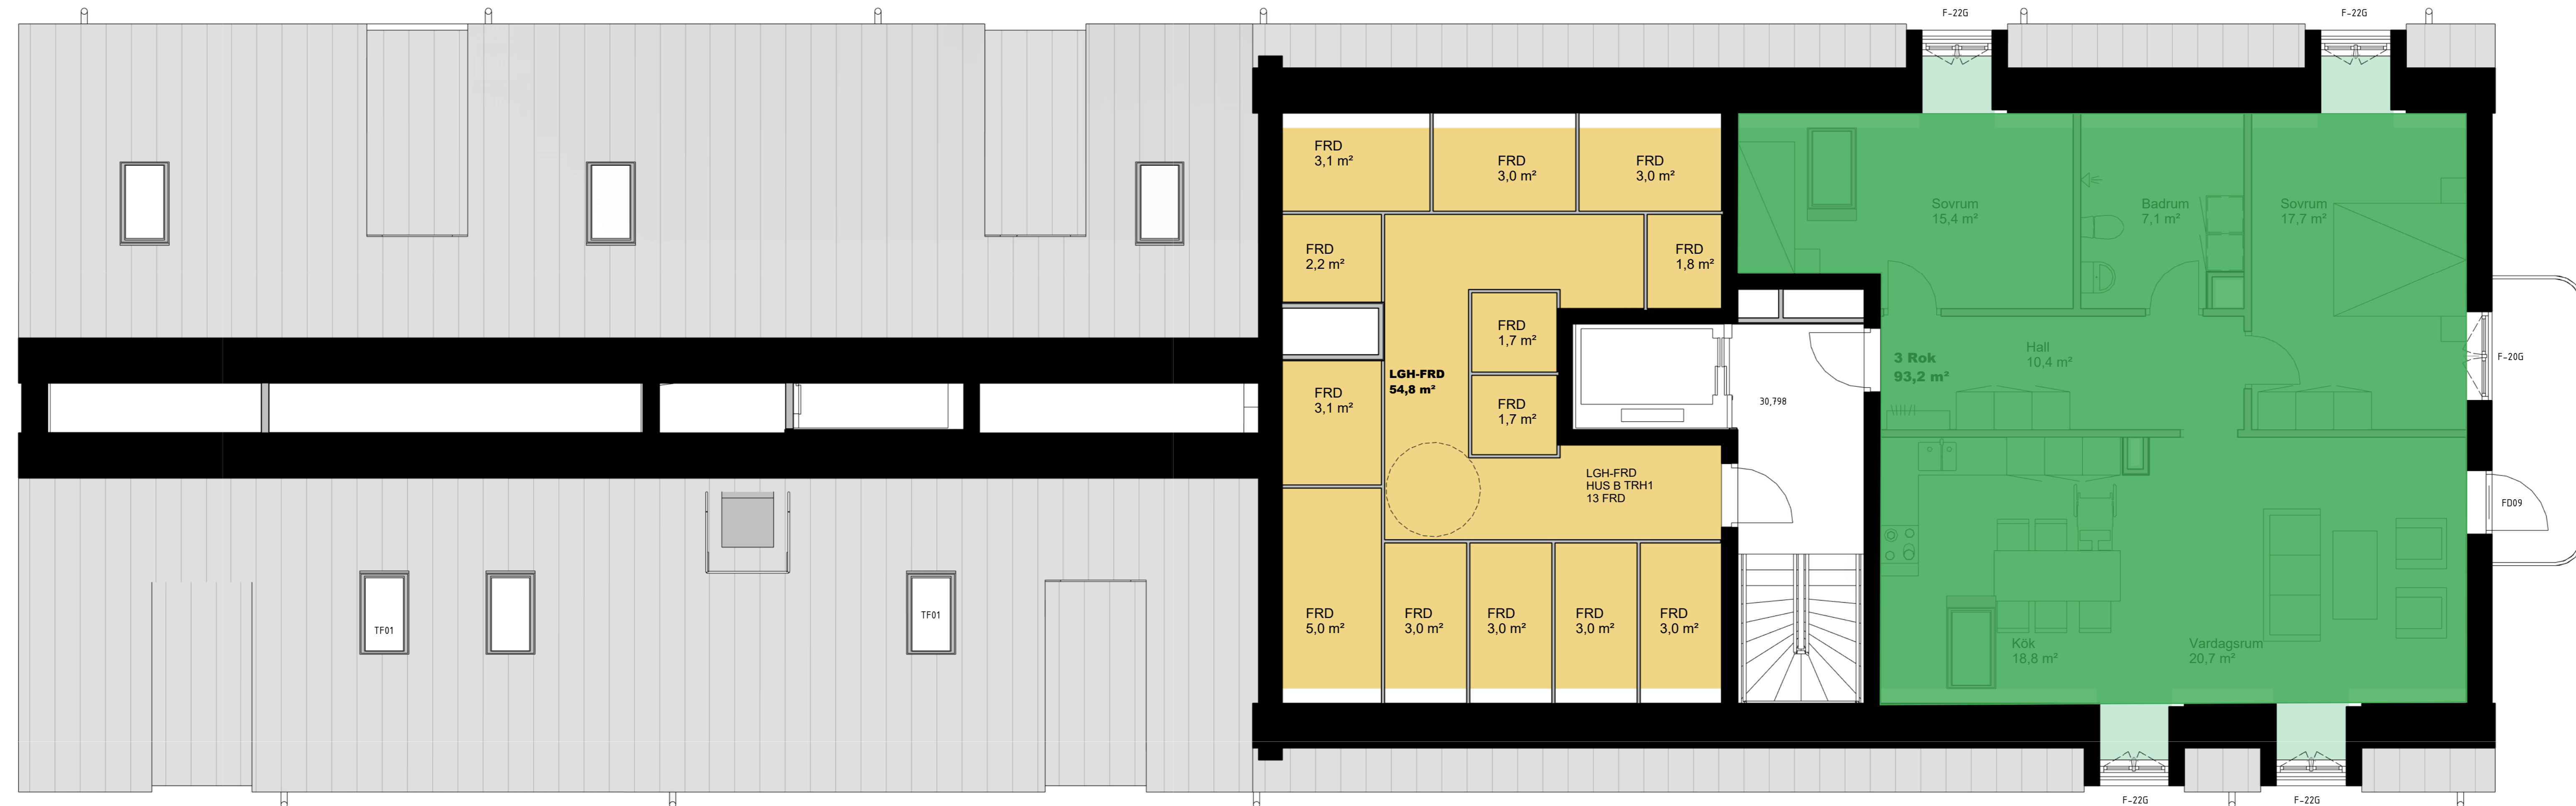 F-22G
F-22G
FRD
3,1 m²
FRD
3,0 m²
FRD
3,0 m²
Sovrum
15,4 m²
Badrum
7,1 m²
Sovrum
17,7 m²
FRD
2,2 m²
FRD
1,8 m²
FRD
1,7 m²
Hall
10,4 m²
3 Rok
93,2 m²
F-20G
LGH-FRD
54,8 m²
FRD
3,1 m²
FRD
1,7 m²
30,798
LGH-FRD
HUS B TRH1
13 FRD
FD09
TF01
TF01
FRD
5,0 m²
FRD
3,0 m²
FRD
3,0 m²
FRD
3,0 m²
FRD
3,0 m²
Kök
18,8 m²
Vardagsrum
20,7 m²
F-22G
F-22G